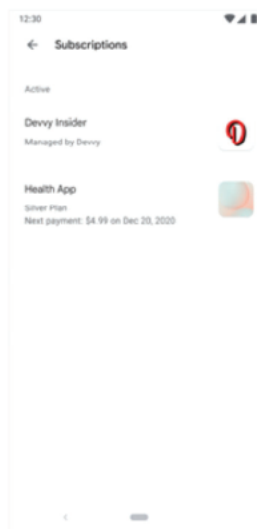 12:30
Subscriptions
Active
Devvy Insider
Managed by Devvy
Health App
Silver Plan
Next payment: $4.99 on Dec 20, 2020